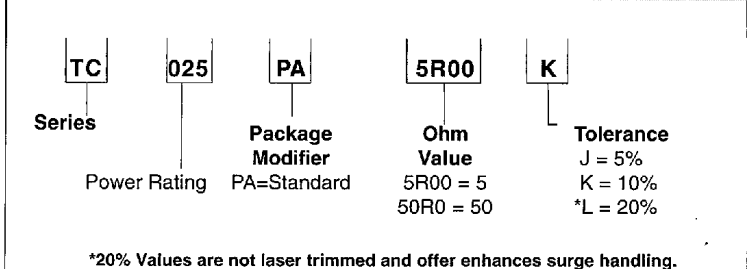 TC 025 PA 5R00 K
Series
Package Ohm Tolerance
Modifier Value J = 5%
Power Rating PA=Standard 5R00 = 5 K = 10%
50R0 = 50 *L = 20%
*20% Values are not laser trimmed and offer enhances surge handling.